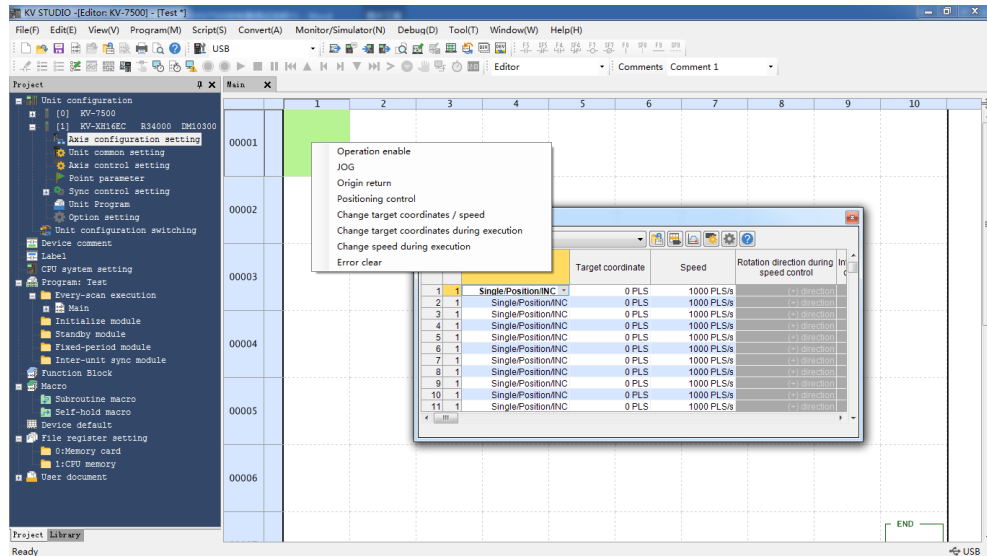 KV STUDIO -[Editor: KV-7500] - [Test *]
File(F) Edit(E) View(V) Program(M) Script(S) Convert(A) Monitor/Simulator(N) Debug(D) Tool(T) Window(W) Help(H)
USB
Editor Comments Comment 1
Project Main
Unit configuration
[0] KV-7500
[1] KV-XH16EC R34000 DM10300
Axis configuration setting
Unit common setting
Axis control setting
Point parameter
Sync control setting
Unit Program
Option setting
Unit configuration switching
Device comment
Label
CPU system setting
Program: Test
Every-scan execution
Main
Initialize module
Standby module
Fixed-period module
Inter-unit sync module
Function Block
Macro
Subroutine macro
Self-hold macro
Device default
File register setting
0:Memory card
1:CPU memory
User document
Project Library
1 2 3 4 5 6 7 8 9 10
00001
00002
00003
00004
00005
00006
Operation enable
JOG
Origin return
Positioning control
Change target coordinates / speed
Change target coordinates during execution
Change speed during execution
Error clear
Target coordinate Speed Rotation direction during speed control
1 1 Single/Position/INC 0 PLS 1000 PLS/s (+) direction
2 1 Single/Position/INC 0 PLS 1000 PLS/s (+) direction
3 1 Single/Position/INC 0 PLS 1000 PLS/s (+) direction
4 1 Single/Position/INC 0 PLS 1000 PLS/s (+) direction
5 1 Single/Position/INC 0 PLS 1000 PLS/s (+) direction
6 1 Single/Position/INC 0 PLS 1000 PLS/s (+) direction
7 1 Single/Position/INC 0 PLS 1000 PLS/s (+) direction
8 1 Single/Position/INC 0 PLS 1000 PLS/s (+) direction
9 1 Single/Position/INC 0 PLS 1000 PLS/s (+) direction
10 1 Single/Position/INC 0 PLS 1000 PLS/s (+) direction
11 1 Single/Position/INC 0 PLS 1000 PLS/s (+) direction
END
Ready USB